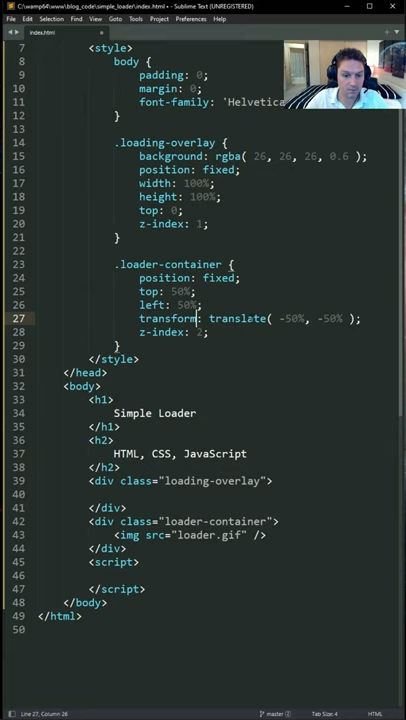 C:\wamp64\www\blog_code\simple_loader\index.html • - Sublime Text (UNREGISTERED)
File Edit Selection Find View Goto Tools Project Preferences Help
index.html
7 <style>
8 body {
9 padding: 0;
10 margin: 0;
11 font-family: 'Helvetica
12 }
13
14 .loading-overlay {
15 background: rgba( 26, 26, 26, 0.6 );
16 position: fixed;
17 width: 100%;
18 height: 100%;
19 top: 0;
20 z-index: 1;
21 }
22
23 .loader-container {
24 position: fixed;
25 top: 50%;
26 left: 50%;
27 transform: translate( -50%, -50% );
28 z-index: 2;
29 }
30 </style>
31 </head>
32 <body>
33 <h1>
34 Simple Loader
35 </h1>
36 <h2>
37 HTML, CSS, JavaScript
38 </h2>
39 <div class="loading-overlay">
40
41 </div>
42 <div class="loader-container">
43 <img src="loader.gif" />
44 </div>
45 <script>
46
47 </script>
48 </body>
49 </html>
50
Line 27, Column 26 master 2 Tab Size: 4 HTML